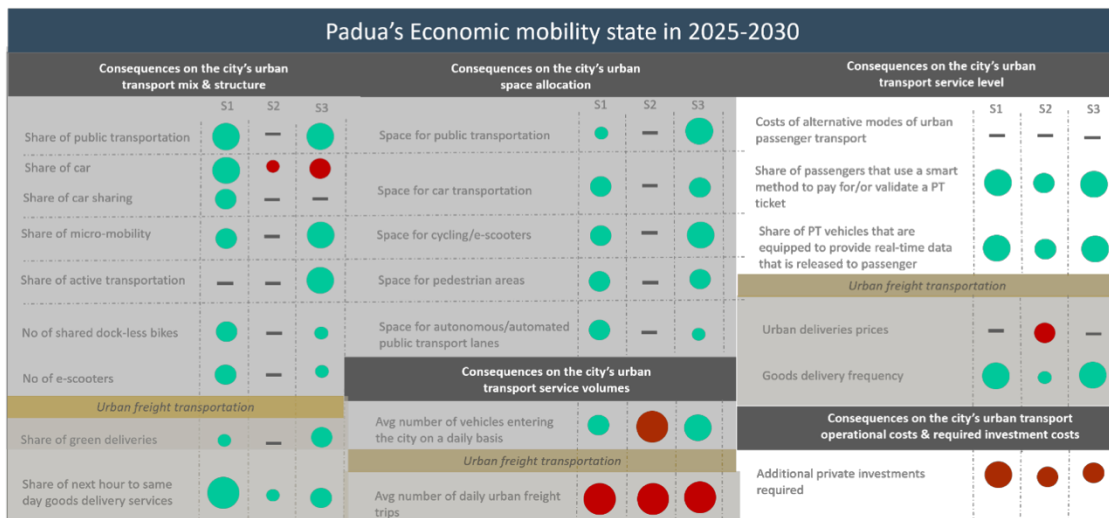 Padua's Economic mobility state in 2025-2030
Consequences on the city's urban
transport mix & structure
S1 S2 S3
Share of public transportation
Share of car
Share of car sharing
Share of micro-mobility
Share of active transportation
No of shared dock-less bikes
No of e-scooters
Urban freight transportation
Share of green deliveries
Share of next hour to same
day goods delivery services
Consequences on the city's urban
space allocation
S1 S2 S3
Space for public transportation
Space for car transportation
Space for cycling/e-scooters
Space for pedestrian areas
Space for autonomous/automated
public transport lanes
Consequences on the city's urban
transport service volumes
Avg number of vehicles entering
the city on a daily basis
Urban freight transportation
Avg number of daily urban freight
trips
Consequences on the city's urban
transport service level
S1 S2 S3
Costs of alternative modes of urban
passenger transport
Share of passengers that use a smart
method to pay for/or validate a PT
ticket
Share of PT vehicles that are
equipped to provide real-time data
that is released to passenger
Urban freight transportation
Urban deliveries prices
Goods delivery frequency
Consequences on the city's urban transport
operational costs & required investment costs
Additional private investments
required